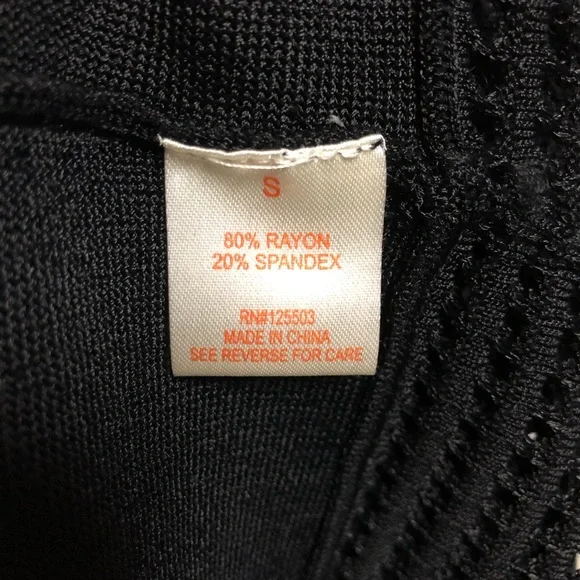 S
80% RAYON
20% SPANDEX
RN#125503
MADE IN CHINA
SEE REVERSE FOR CARE